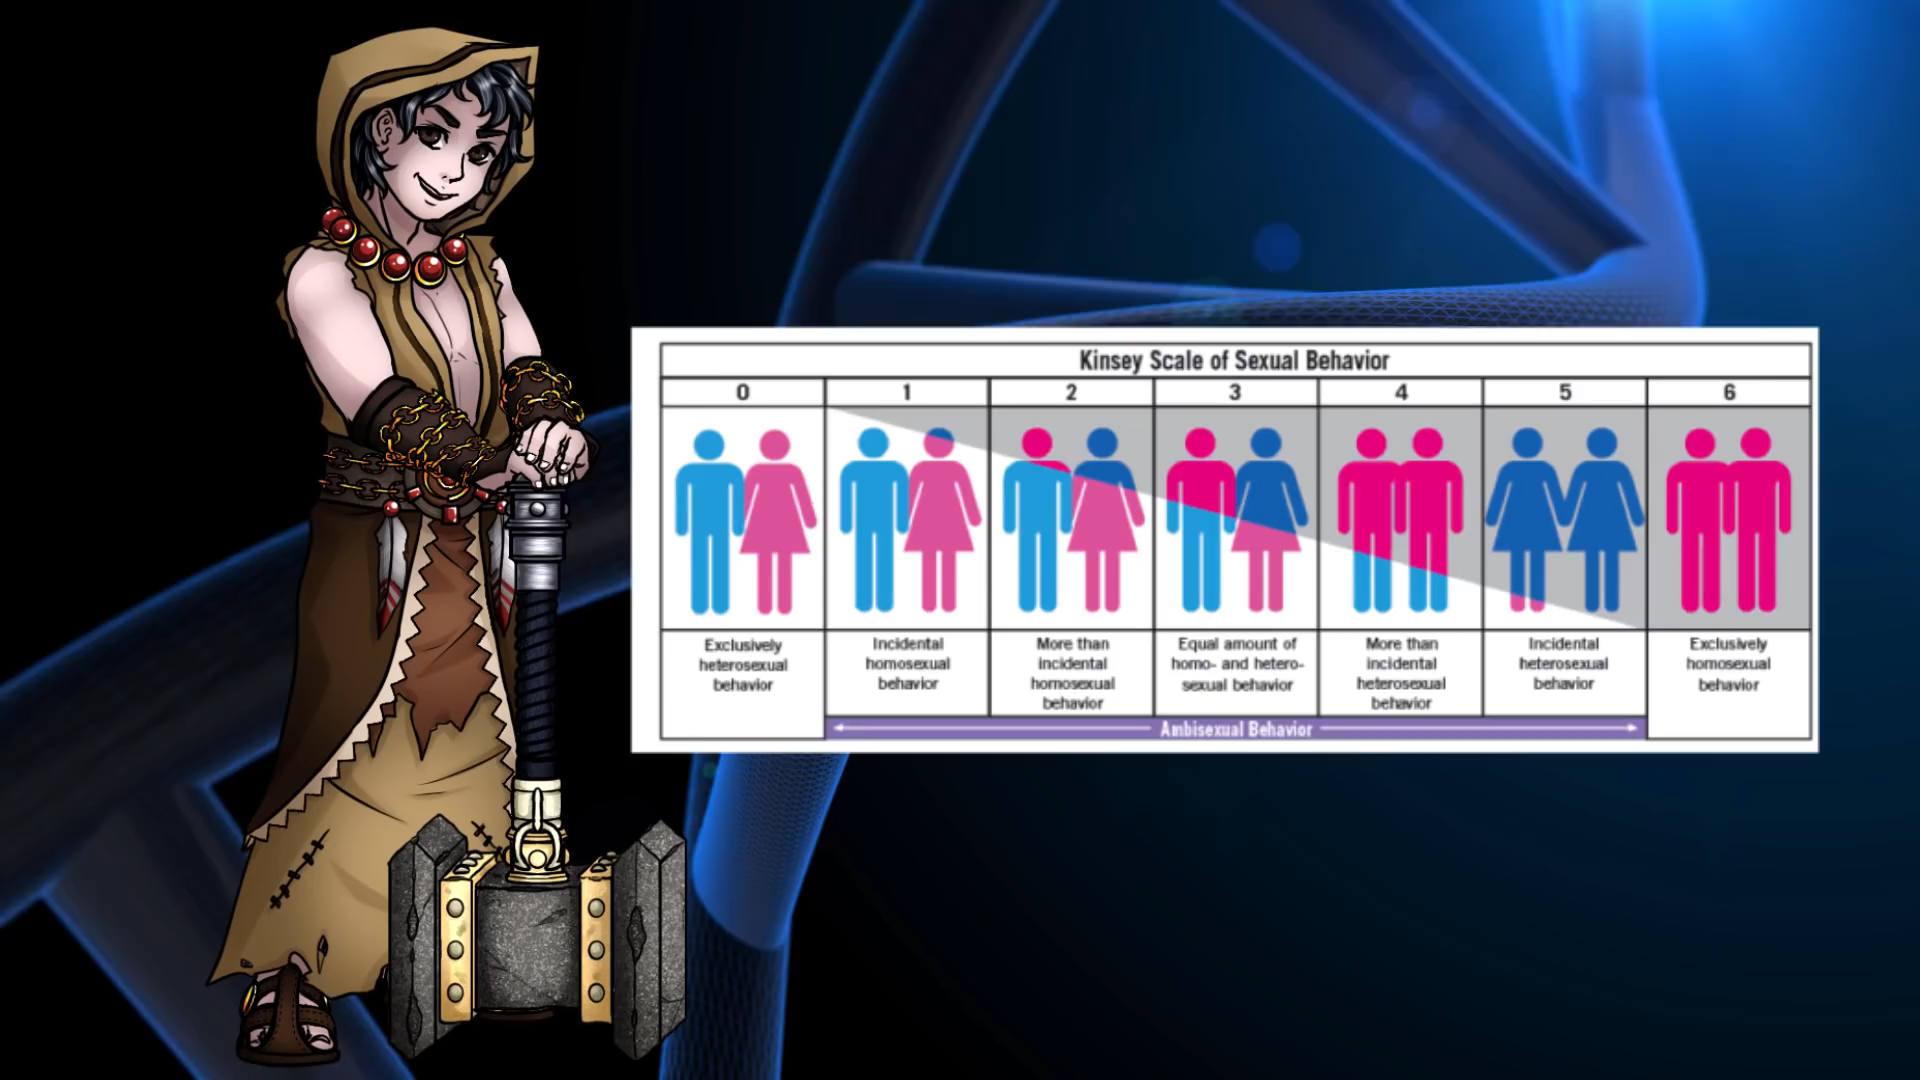 Kinsey Scale of Sexual Behavior
0 1 2 3 4 5 6
Exclusively
heterosexual
behavior
Incidental
homosexual
behavior
More than
incidental
homosexual
behavior
Equal amount of
homo- and hetero-
sexual behavior
More than
incidental
heterosexual
behavior
Incidental
heterosexual
behavior
Exclusively
homosexual
behavior
Ambisexual Behavior